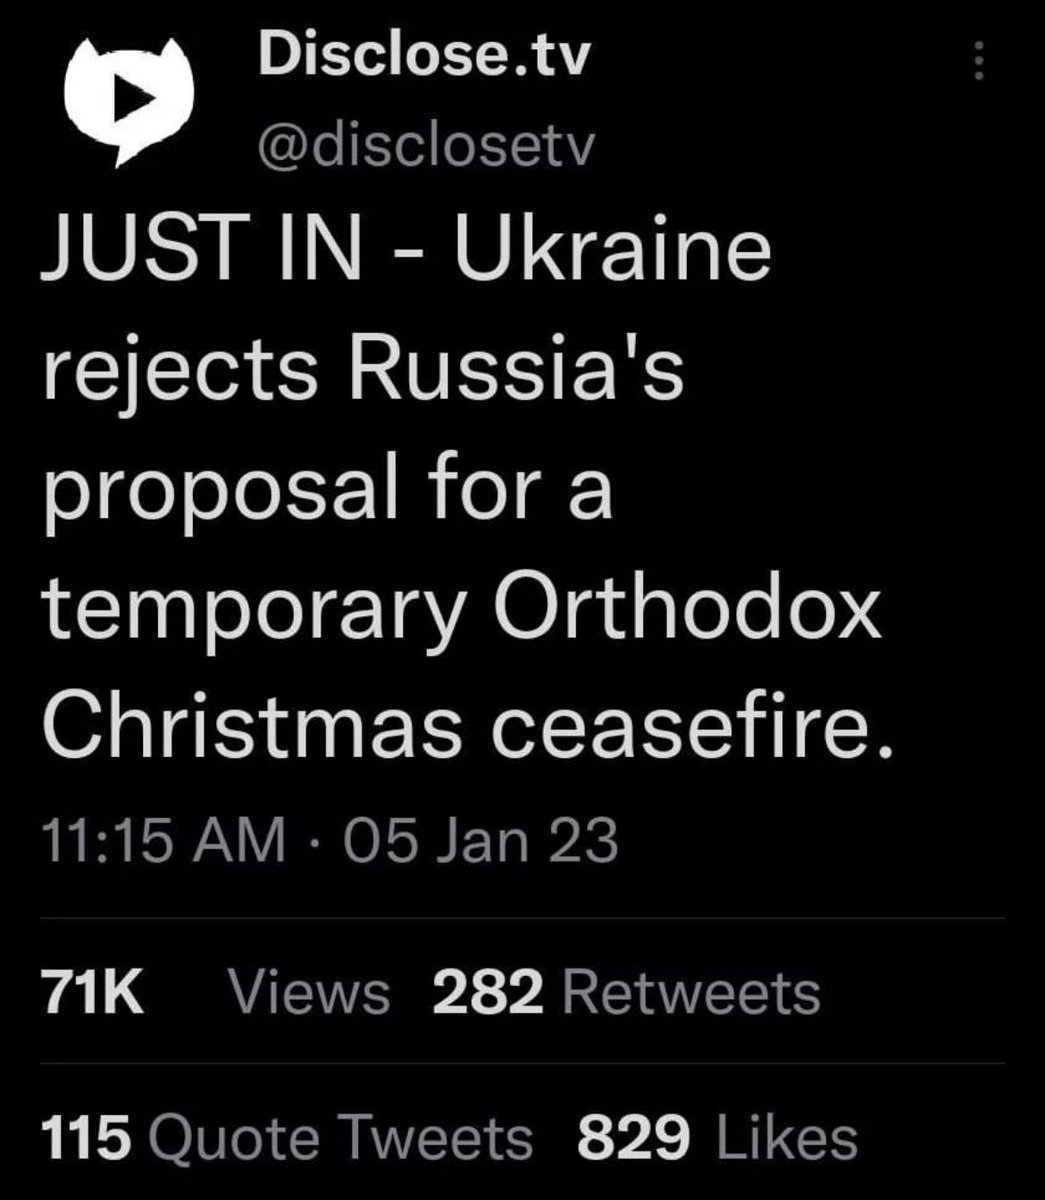 Disclose.tv
@disclosetv
JUST IN - Ukraine
rejects Russia's
proposal for a
temporary Orthodox
Christmas ceasefire.
11:15 AM · 05 Jan 23
71K Views 282 Retweets
115 Quote Tweets 829 Likes